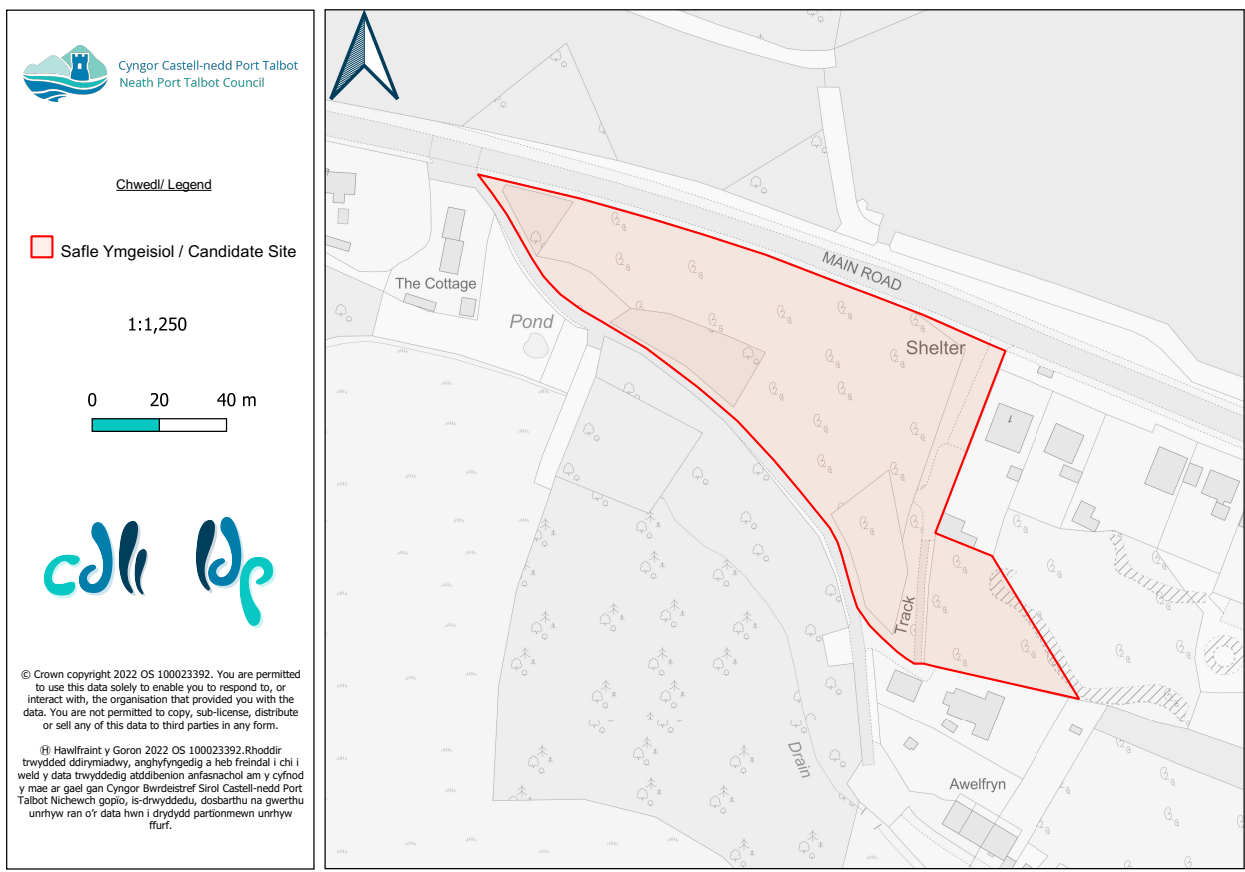 Cyngor Castell-nedd Port Talbot
Neath Port Talbot Council
Chwedl/ Legend
Safle Ymgeisiol / Candidate Site
1:1,250
0 20 40 m
cdll ldp
© Crown copyright 2022 OS 100023392. You are permitted
to use this data solely to enable you to respond to, or
interact with, the organisation that provided you with the
data. You are not permitted to copy, sub-license, distribute
or sell any of this data to third parties in any form.
Ⓗ Hawlfraint y Goron 2022 OS 100023392.Rhoddir
trwydded ddirymiadwy, anghyfyngedig a heb freindal i chi i
weld y data trwyddedig atddibenion anfasnachol am y cyfnod
y mae ar gael gan Cyngor Bwrdeistref Sirol Castell-nedd Port
Talbot Nichewch gopïo, is-drwyddedu, dosbarthu na gwerthu
unrhyw ran o'r data hwn i drydydd partïonmewn unrhyw
ffurf.
MAIN ROAD
The Cottage
Pond
Shelter
1
Track
Drain
Awelfryn